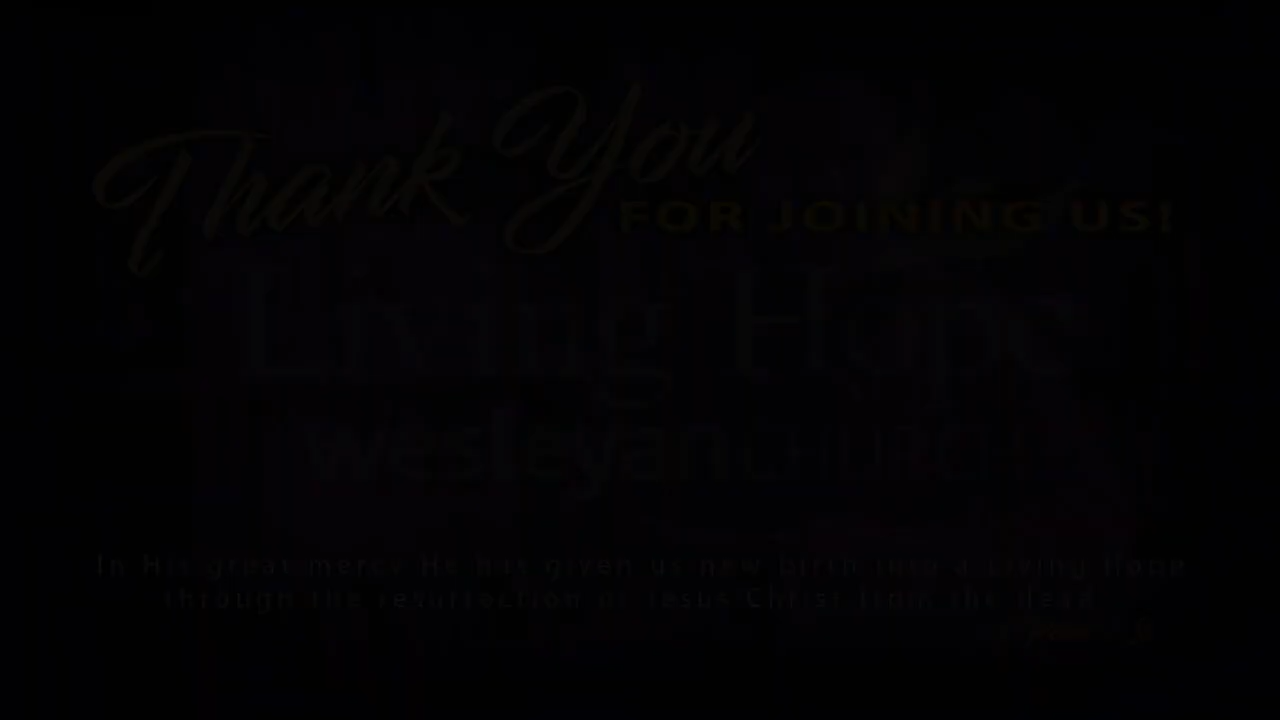 Thank You
FOR JOINING US!
Living Hope
wesleyan CHURCH
In His great mercy He has given us new birth into a Living Hope
through the resurrection of Jesus Christ from the dead